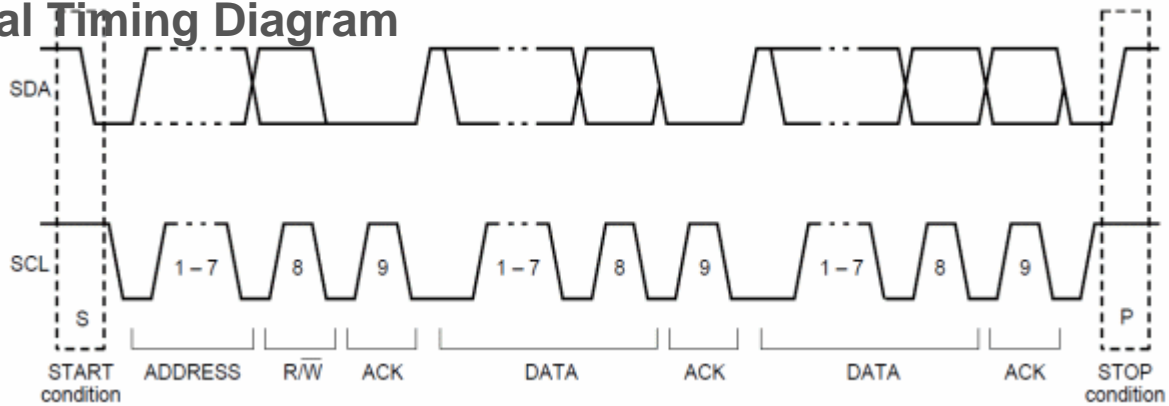 al Timing Diagram
SDA
SCL
1 – 7 8 9 1 – 7 8 9 1 – 7 8 9
S P
START ADDRESS R/W̅ ACK DATA ACK DATA ACK STOP
condition condition